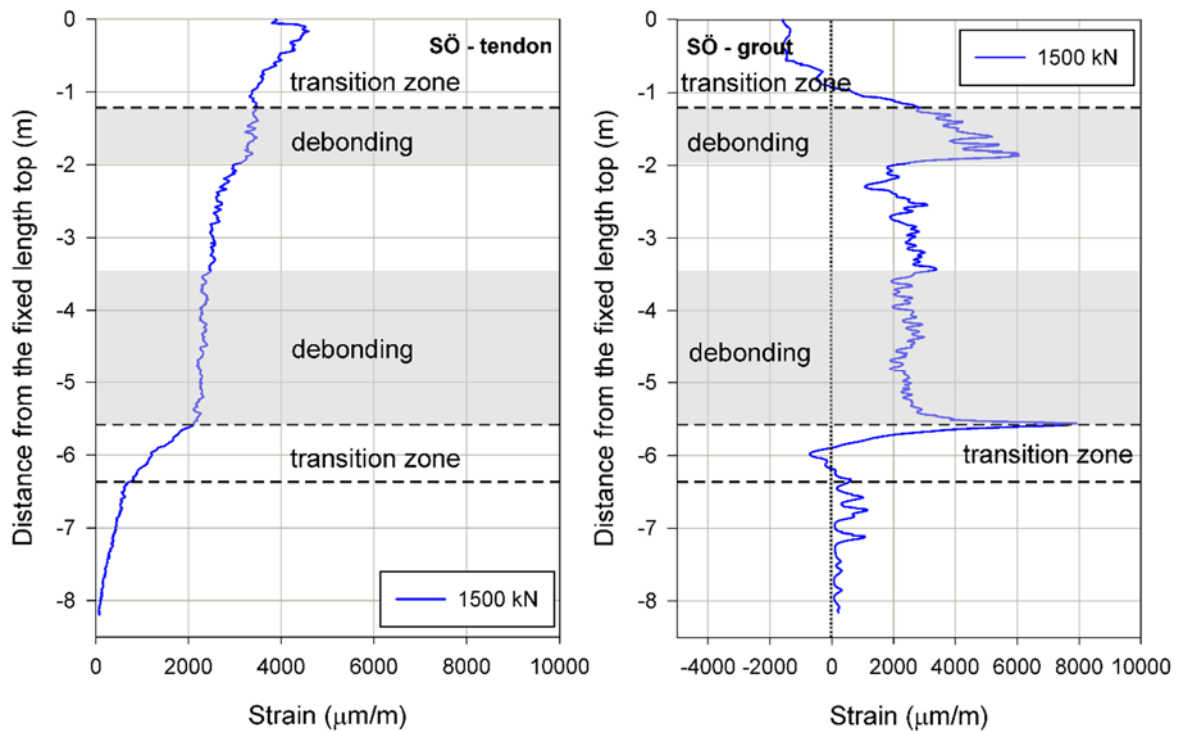 SÖ - tendon
transition zone
debonding
debonding
transition zone
1500 kN
Distance from the fixed length top (m)
0
-1
-2
-3
-4
-5
-6
-7
-8
0 2000 4000 6000 8000 10000
Strain (μm/m)
SÖ - grout
1500 kN
transition zone
debonding
debonding
transition zone
Distance from the fixed length top (m)
0
-1
-2
-3
-4
-5
-6
-7
-8
-4000 -2000 0 2000 4000 6000 8000 10000
Strain (μm/m)